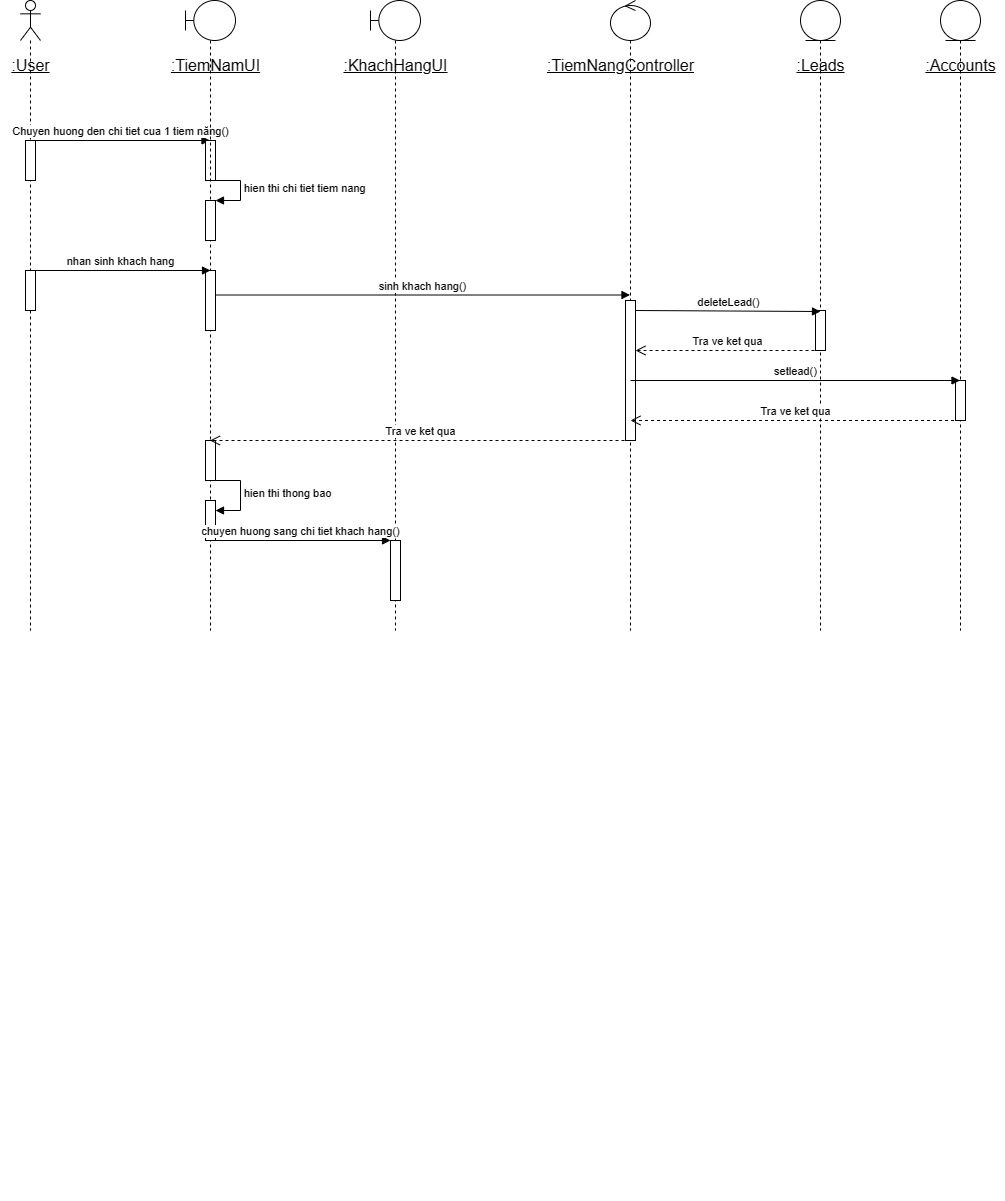 :User
:TiemNamUI
:KhachHangUI
:TiemNangController
:Leads
:Accounts
Chuyen huong den chi tiet cua 1 tiem năng()
hien thi chi tiet tiem nang
nhan sinh khach hang
sinh khach hang()
deleteLead()
Tra ve ket qua
setlead()
Tra ve ket qua
Tra ve ket qua
hien thi thong bao
chuyen huong sang chi tiet khach hang()